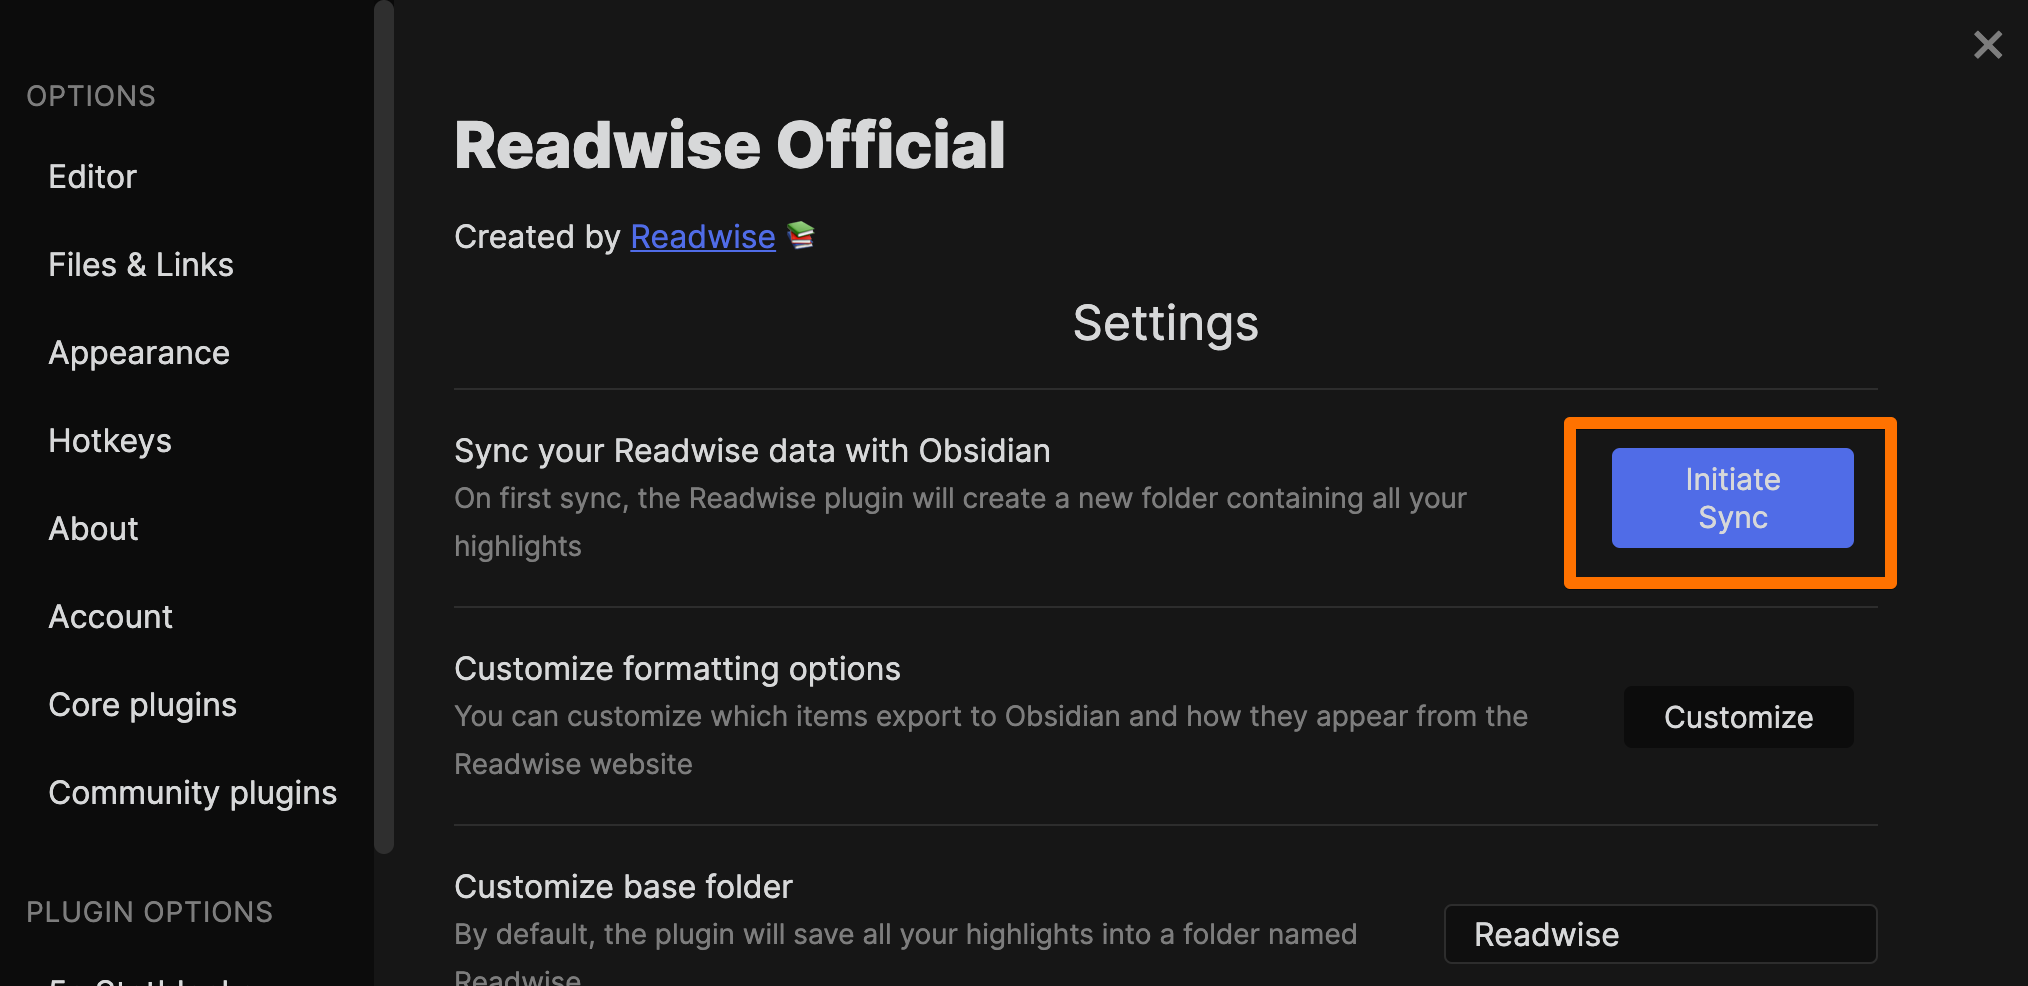 OPTIONS
Editor
Files & Links
Appearance
Hotkeys
About
Account
Core plugins
Community plugins
PLUGIN OPTIONS
Readwise Official
Created by Readwise 📚
Settings
Sync your Readwise data with Obsidian
On first sync, the Readwise plugin will create a new folder containing all your
highlights
Initiate
Sync
Customize formatting options
You can customize which items export to Obsidian and how they appear from the
Readwise website
Customize
Customize base folder
By default, the plugin will save all your highlights into a folder named
Readwise
Readwise